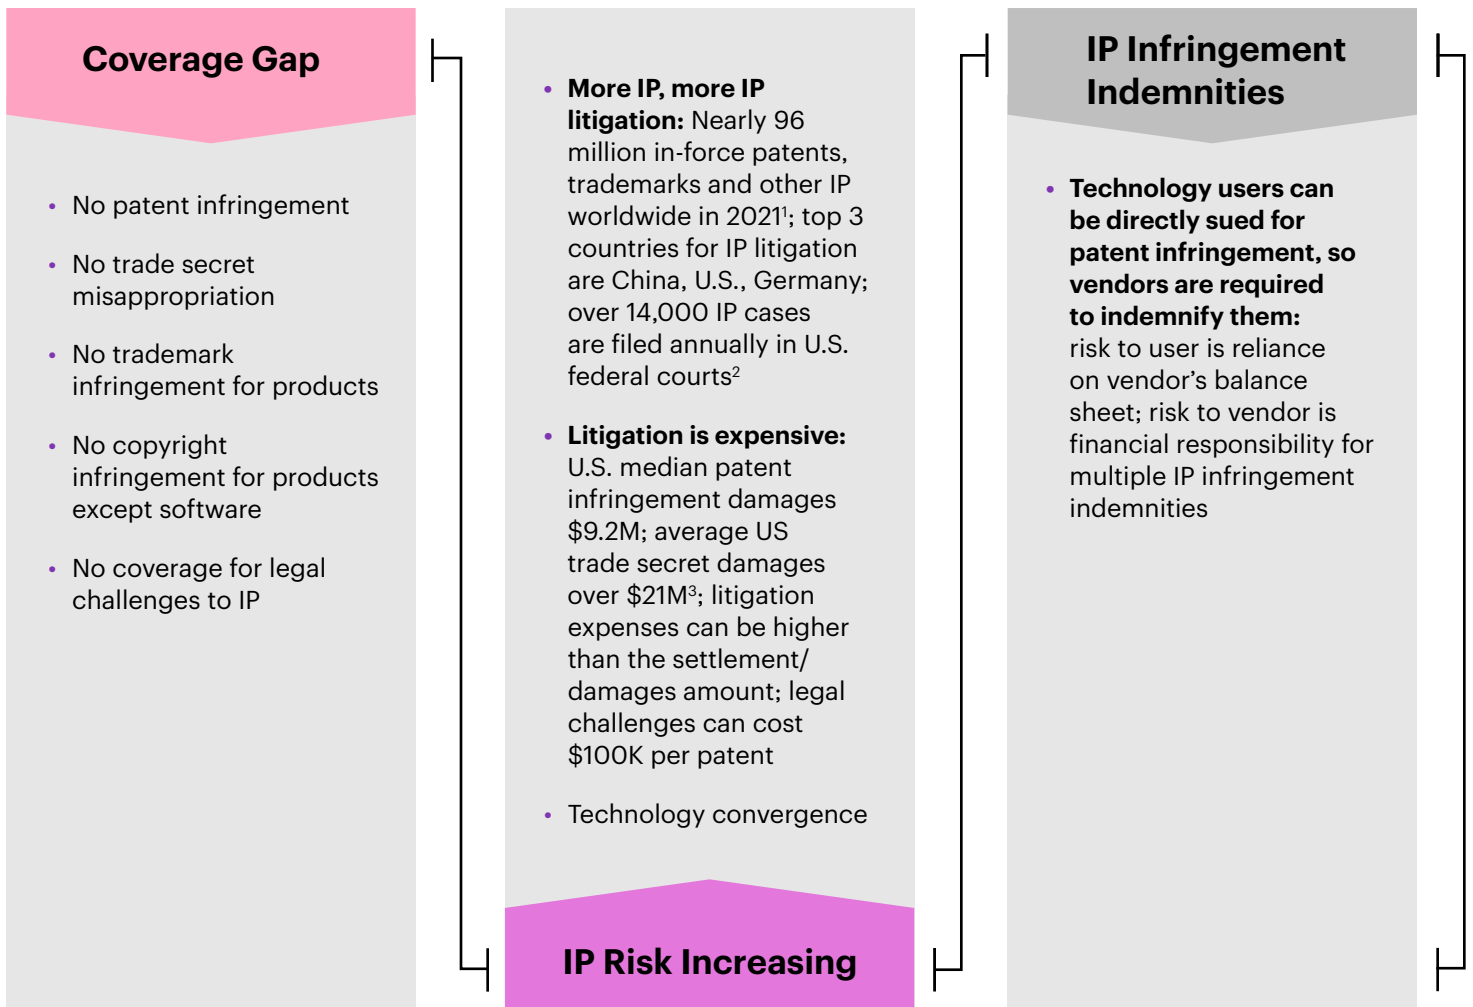 Coverage Gap
• No patent infringement
• No trade secret
misappropriation
• No trademark
infringement for products
• No copyright
infringement for products
except software
• No coverage for legal
challenges to IP
• More IP, more IP
litigation: Nearly 96
million in-force patents,
trademarks and other IP
worldwide in 2021¹; top 3
countries for IP litigation
are China, U.S., Germany;
over 14,000 IP cases
are filed annually in U.S.
federal courts²
• Litigation is expensive:
U.S. median patent
infringement damages
$9.2M; average US
trade secret damages
over $21M³; litigation
expenses can be higher
than the settlement/
damages amount; legal
challenges can cost
$100K per patent
• Technology convergence
IP Risk Increasing
IP Infringement
Indemnities
• Technology users can
be directly sued for
patent infringement, so
vendors are required
to indemnify them:
risk to user is reliance
on vendor’s balance
sheet; risk to vendor is
financial responsibility for
multiple IP infringement
indemnities